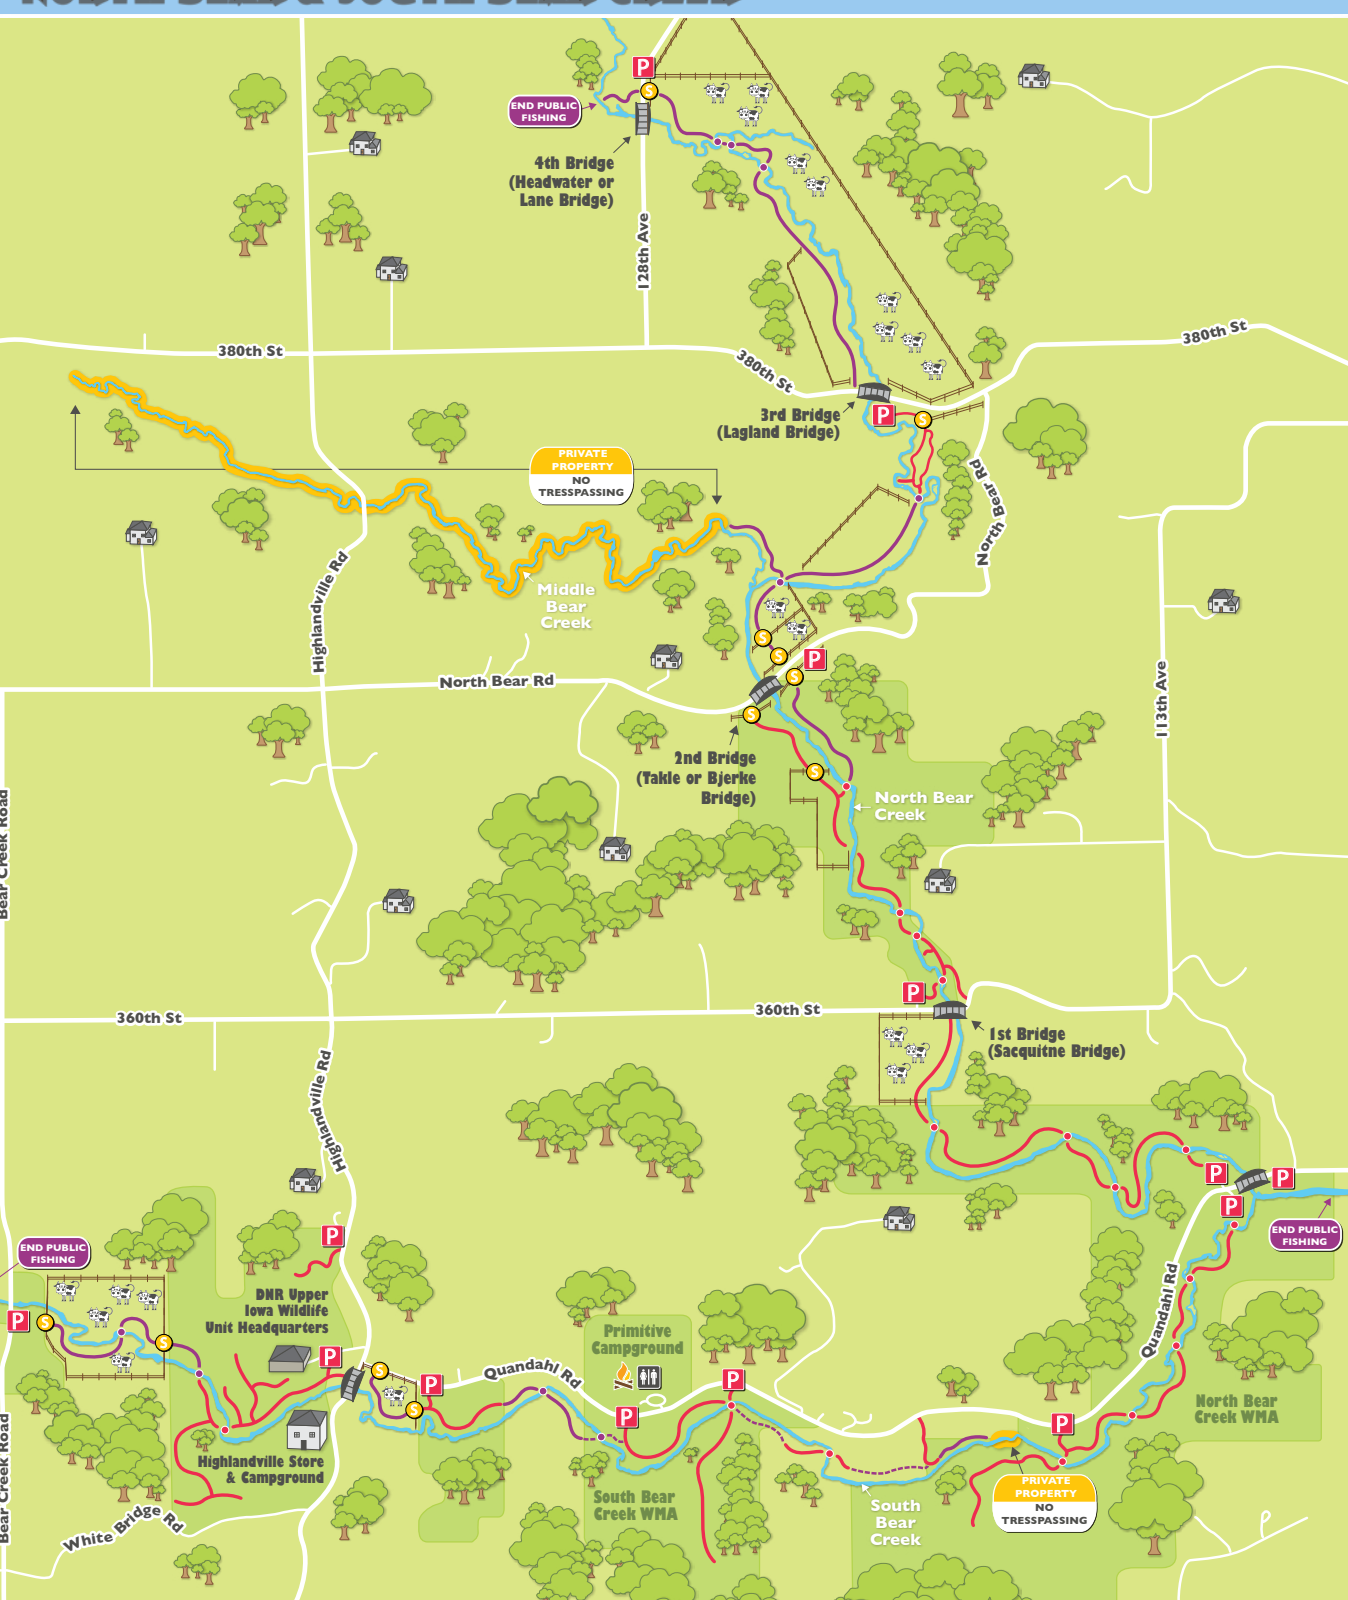 P
S
END PUBLIC
FISHING
4th Bridge
(Headwater or
Lane Bridge)
128th Ave
380th St
380th St
380th St
3rd Bridge
(Lagland Bridge)
P
S
PRIVATE
PROPERTY
NO
TRESSPASSING
North Bear Rd
Highlandville Rd
Middle
Bear
Creek
S
S
P
S
North Bear Rd
S
113th Ave
2nd Bridge
(Takle or Bjerke
Bridge)
S
North Bear
Creek
Bear Creek Road
P
360th St
360th St
1st Bridge
(Sacquitne Bridge)
Highlandville Rd
P
P
P
END PUBLIC
FISHING
END PUBLIC
FISHING
P
DNR Upper
Iowa Wildlife
Unit Headquarters
P
S
S
P
S
P
S
Quandahl Rd
Primitive
Campground
P
P
Quandahl Rd
North Bear
Creek WMA
P
Highlandville Store
& Campground
South Bear
Creek WMA
South
Bear
Creek
PRIVATE
PROPERTY
NO
TRESSPASSING
Bear Creek Road
White Bridge Rd